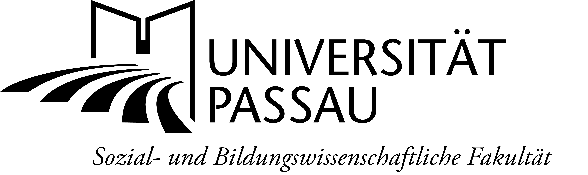 UNIVERSITÄT
PASSAU
Sozial- und Bildungswissenschaftliche Fakultät